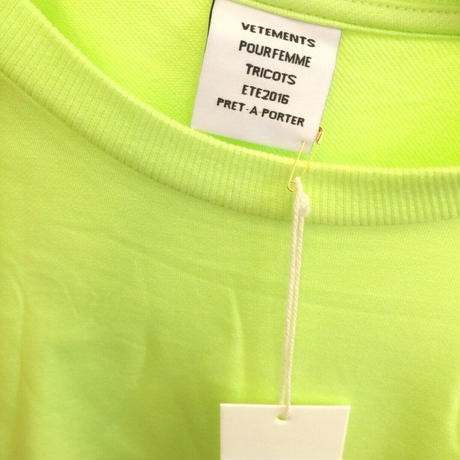 VETEMENTS
POURFEMME
TRICOTS
ETE2016
PRET-A-PORTER